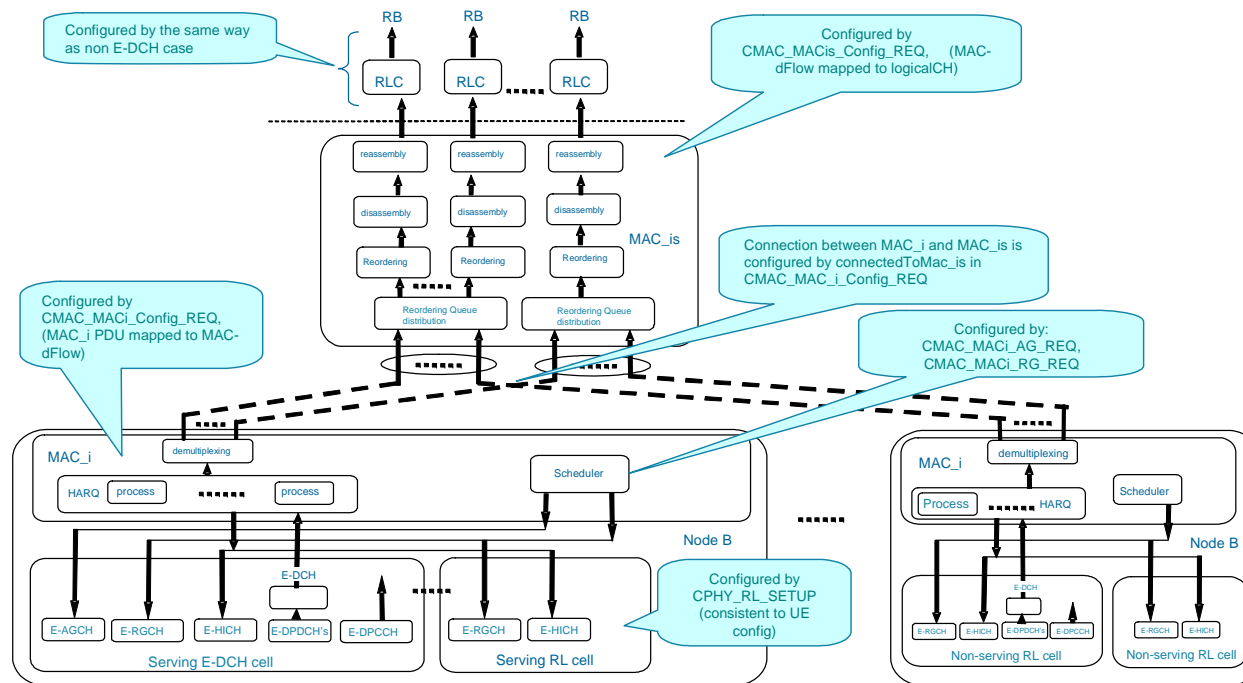 RB
RB
RB
Configured by the same way
as non E-DCH case
Configured by
CMAC_MACis_Config_REQ, (MAC-
dFlow mapped to logicalCH)
RLC
RLC
RLC
reassembly
reassembly
reassembly
disassembly
disassembly
disassembly
MAC_is
Reordering
Reordering
Reordering
Connection between MAC_i and MAC_is is
configured by connectedToMac_is in
CMAC_MAC_i_Config_REQ
Configured by
CMAC_MACi_Config_REQ,
(MAC_i PDU mapped to MAC-
dFlow)
Reordering Queue
distribution
Reordering Queue
distribution
Configured by:
CMAC_MACi_AG_REQ,
CMAC_MACi_RG_REQ
MAC_i
demultiplexing
Scheduler
HARQ
process
process
MAC_i
demultiplexing
Scheduler
Process
HARQ
Node B
Node B
E-DCH
Configured by
CPHY_RL_SETUP
(consistent to UE
config)
E-DCH
E-AGCH
E-RGCH
E-HICH
E-DPDCH's
E-DPCCH
E-RGCH
E-HICH
E-RGCH
E-HICH
E-DPDCH's
E-DPCCH
E-RGCH
E-HICH
Serving E-DCH cell
Serving RL cell
Non-serving RL cell
Non-serving RL cell